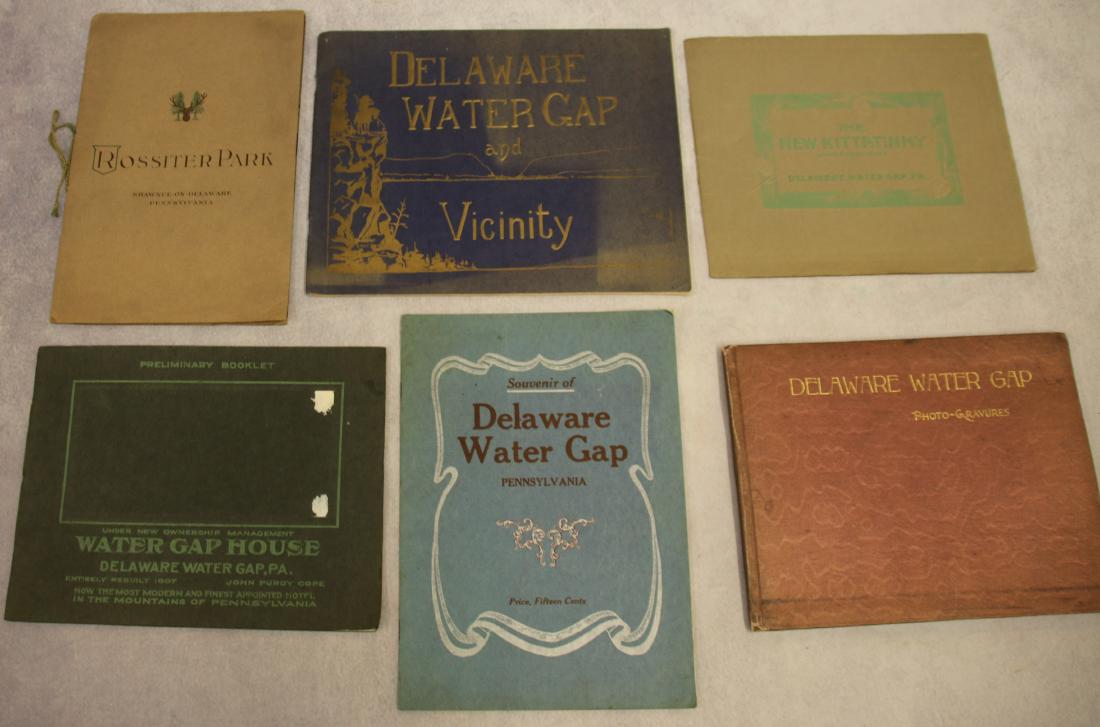 ROSSITER PARK
SHAWNEE-ON-DELAWARE
PENNSYLVANIA
DELAWARE
WATER GAP
and
Vicinity
THE
NEW KITTATINNY
DELAWARE WATER GAP, PA.
PRELIMINARY BOOKLET
UNDER NEW OWNERSHIP MANAGEMENT
WATER GAP HOUSE
DELAWARE WATER GAP, PA.
ENTIRELY REBUILT 1907 JOHN PURDY COPE
NOW THE MOST MODERN AND FINEST APPOINTED HOTEL
IN THE MOUNTAINS OF PENNSYLVANIA
Souvenir of
Delaware
Water Gap
PENNSYLVANIA
Price, Fifteen Cents
DELAWARE WATER GAP
PHOTO-GRAVURES